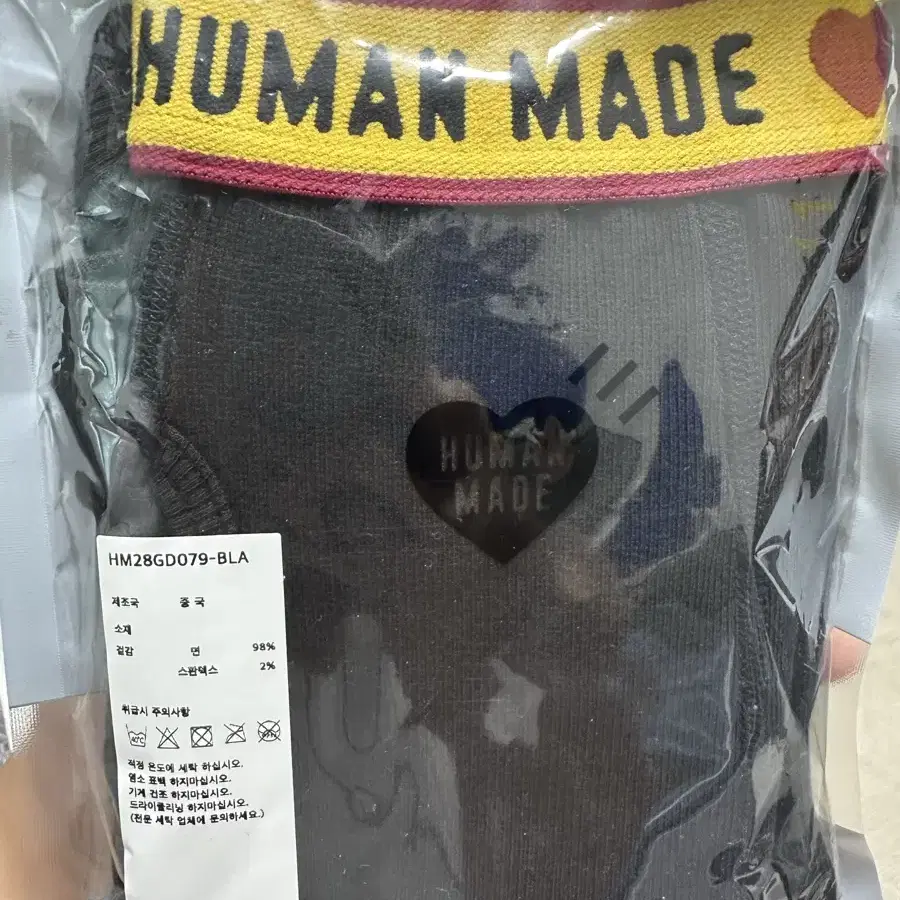 HUMAN MADE
HUMAN
MADE
HM28GD079-BLA
제조국 중국
소재
겉감 면 98%
스판덱스 2%
취급시 주의사항
40℃
적정 온도에 세탁 하십시오.
염소 표백 하지마십시오.
기계 건조 하지마십시오.
드라이클리닝 하지마십시오.
(전문 세탁 업체에 문의하세요.)